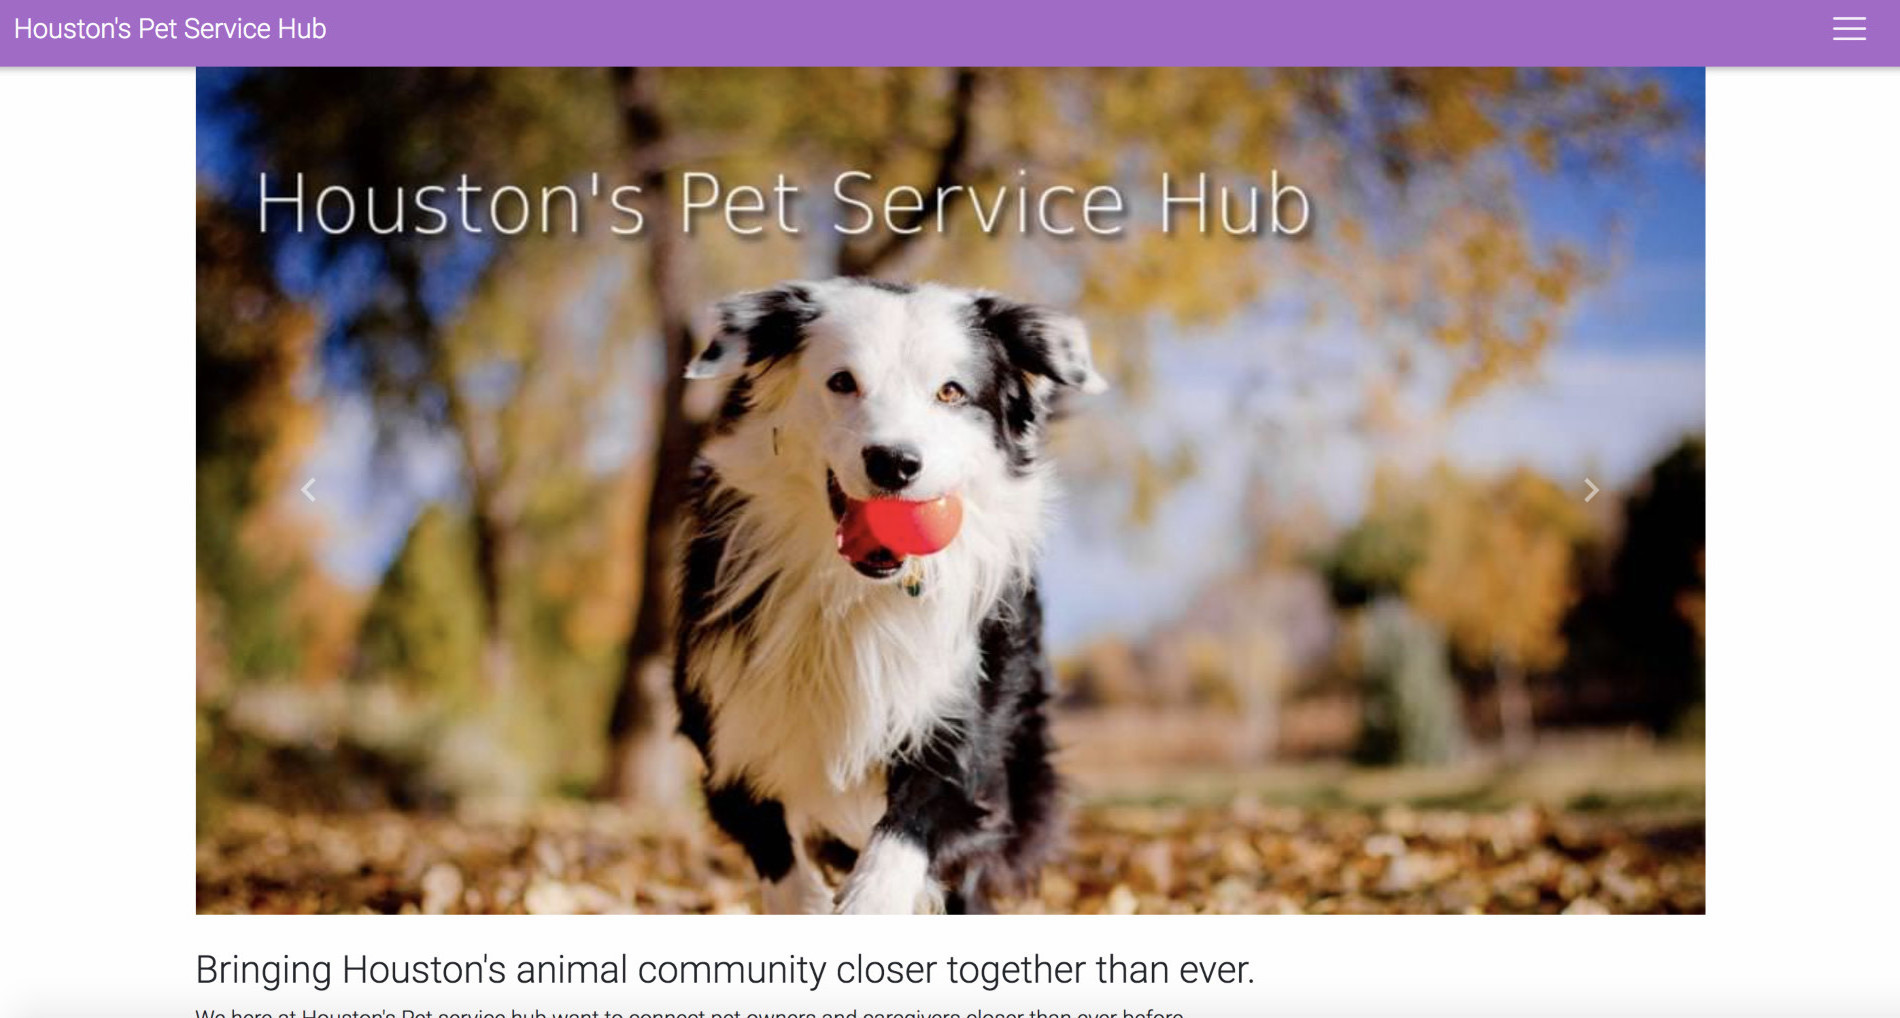 Houston's Pet Service Hub
Houston's Pet Service Hub
Bringing Houston's animal community closer together than ever.
We here at Houston's Pet service hub want to connect pet owners and caregivers closer than ever before